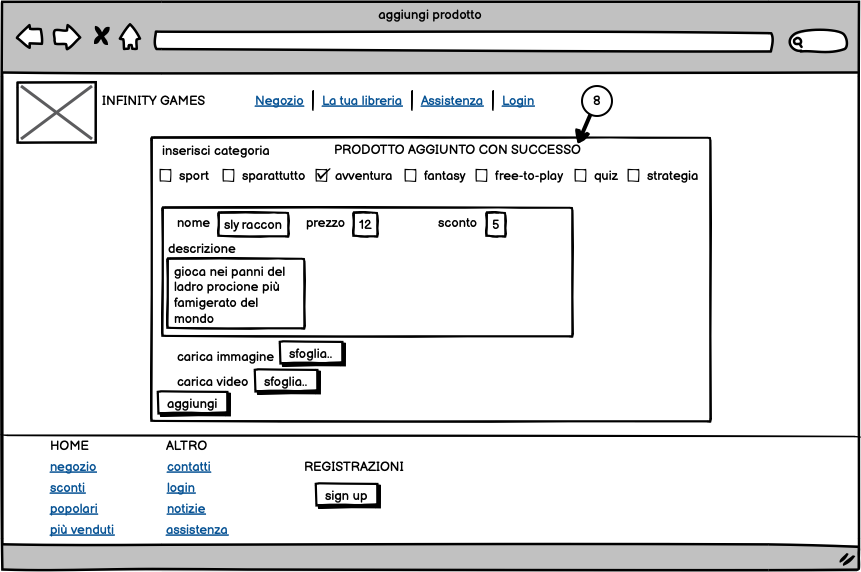 aggiungi prodotto
INFINITY GAMES
Negozio
La tua libreria
Assistenza
Login
8
inserisci categoria
PRODOTTO AGGIUNTO CON SUCCESSO
sport
sparattutto
avventura
fantasy
free-to-play
quiz
strategia
nome
sly raccon
prezzo
12
sconto
5
descrizione
gioca nei panni del
ladro procione più
famigerato del
mondo
carica immagine
sfoglia..
carica video
sfoglia..
aggiungi
HOME
negozio
sconti
popolari
più venduti
ALTRO
contatti
login
notizie
assistenza
REGISTRAZIONI
sign up